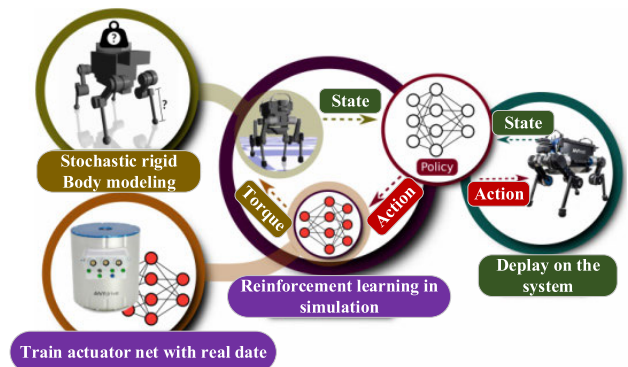 ?
?
Stochastic rigid
Body modeling
State
Policy
State
Torque
Action
Action
Reinforcement learning in
simulation
Deplay on the
system
Train actuator net with real date